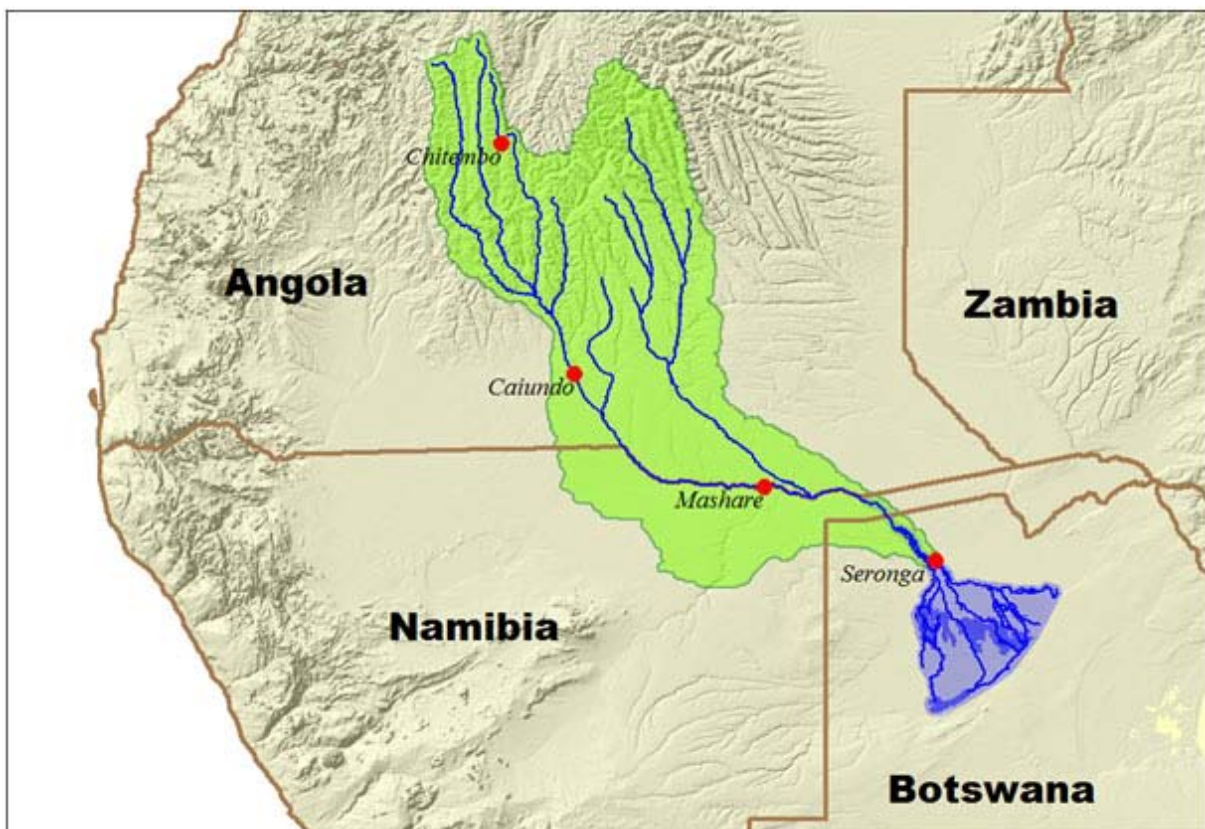 Chitembo
Angola
Zambia
Caiundo
Mashare
Seronga
Namibia
Botswana